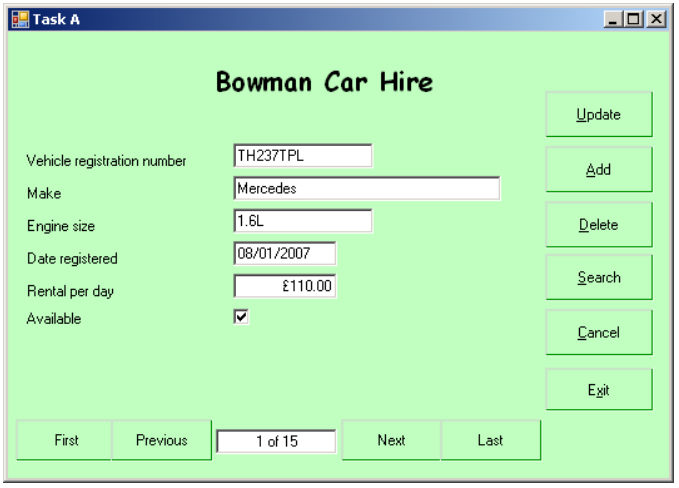 Task A
Bowman Car Hire
Update
Vehicle registration number TH237TPL
Add
Make Mercedes
Engine size 1.6L
Delete
Date registered 08/01/2007
Search
Rental per day £110.00
Available
Cancel
Exit
First Previous 1 of 15 Next Last